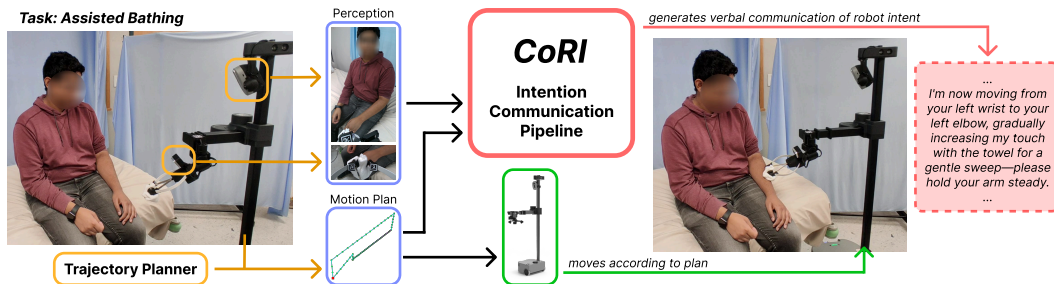 Task: Assisted Bathing
Perception
Motion Plan
Trajectory Planner
CoRI
Intention
Communication
Pipeline
generates verbal communication of robot intent
moves according to plan
...
I'm now moving from
your left wrist to your
left elbow, gradually
increasing my touch
with the towel for a
gentle sweep—please
hold your arm steady.
...